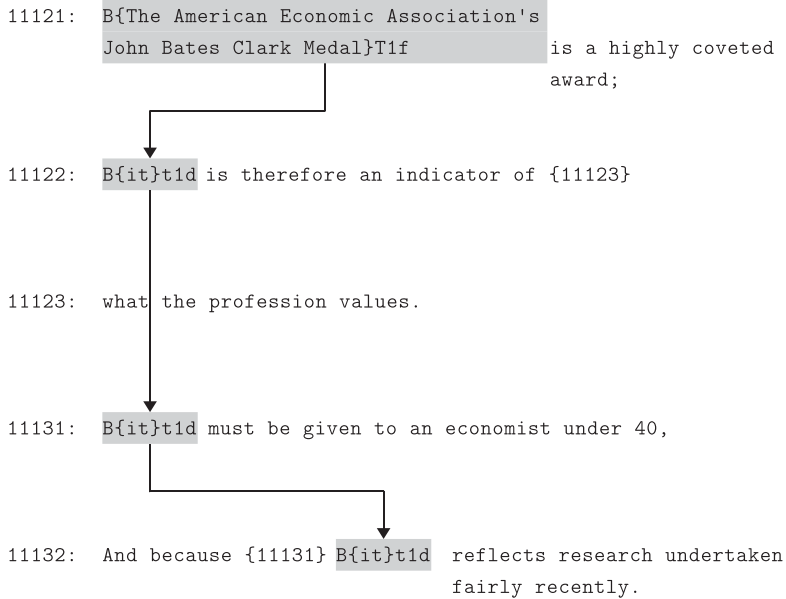 11121: B{The American Economic Association's
John Bates Clark Medal}T1f is a highly coveted
award;
11122: B{it}t1d is therefore an indicator of {11123}
11123: what the profession values.
11131: B{it}t1d must be given to an economist under 40,
11132: And because {11131} B{it}t1d reflects research undertaken
fairly recently.